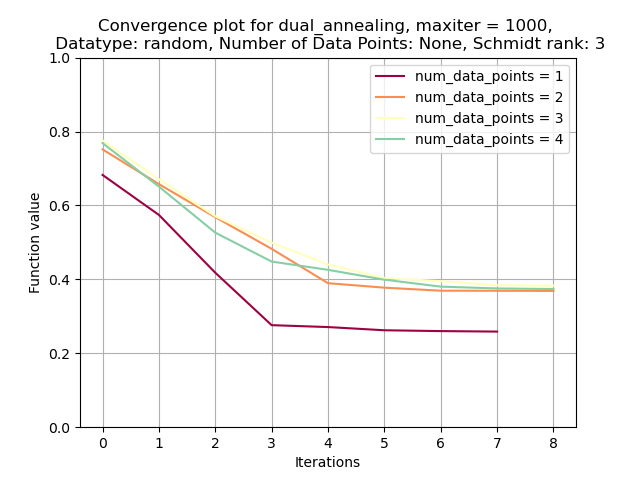 Convergence plot for dual_annealing, maxiter = 1000,
Datatype: random, Number of Data Points: None, Schmidt rank: 3
1.0
0.8
0.6
0.4
0.2
0.0
Function value
num_data_points = 1
num_data_points = 2
num_data_points = 3
num_data_points = 4
0 1 2 3 4 5 6 7 8
Iterations